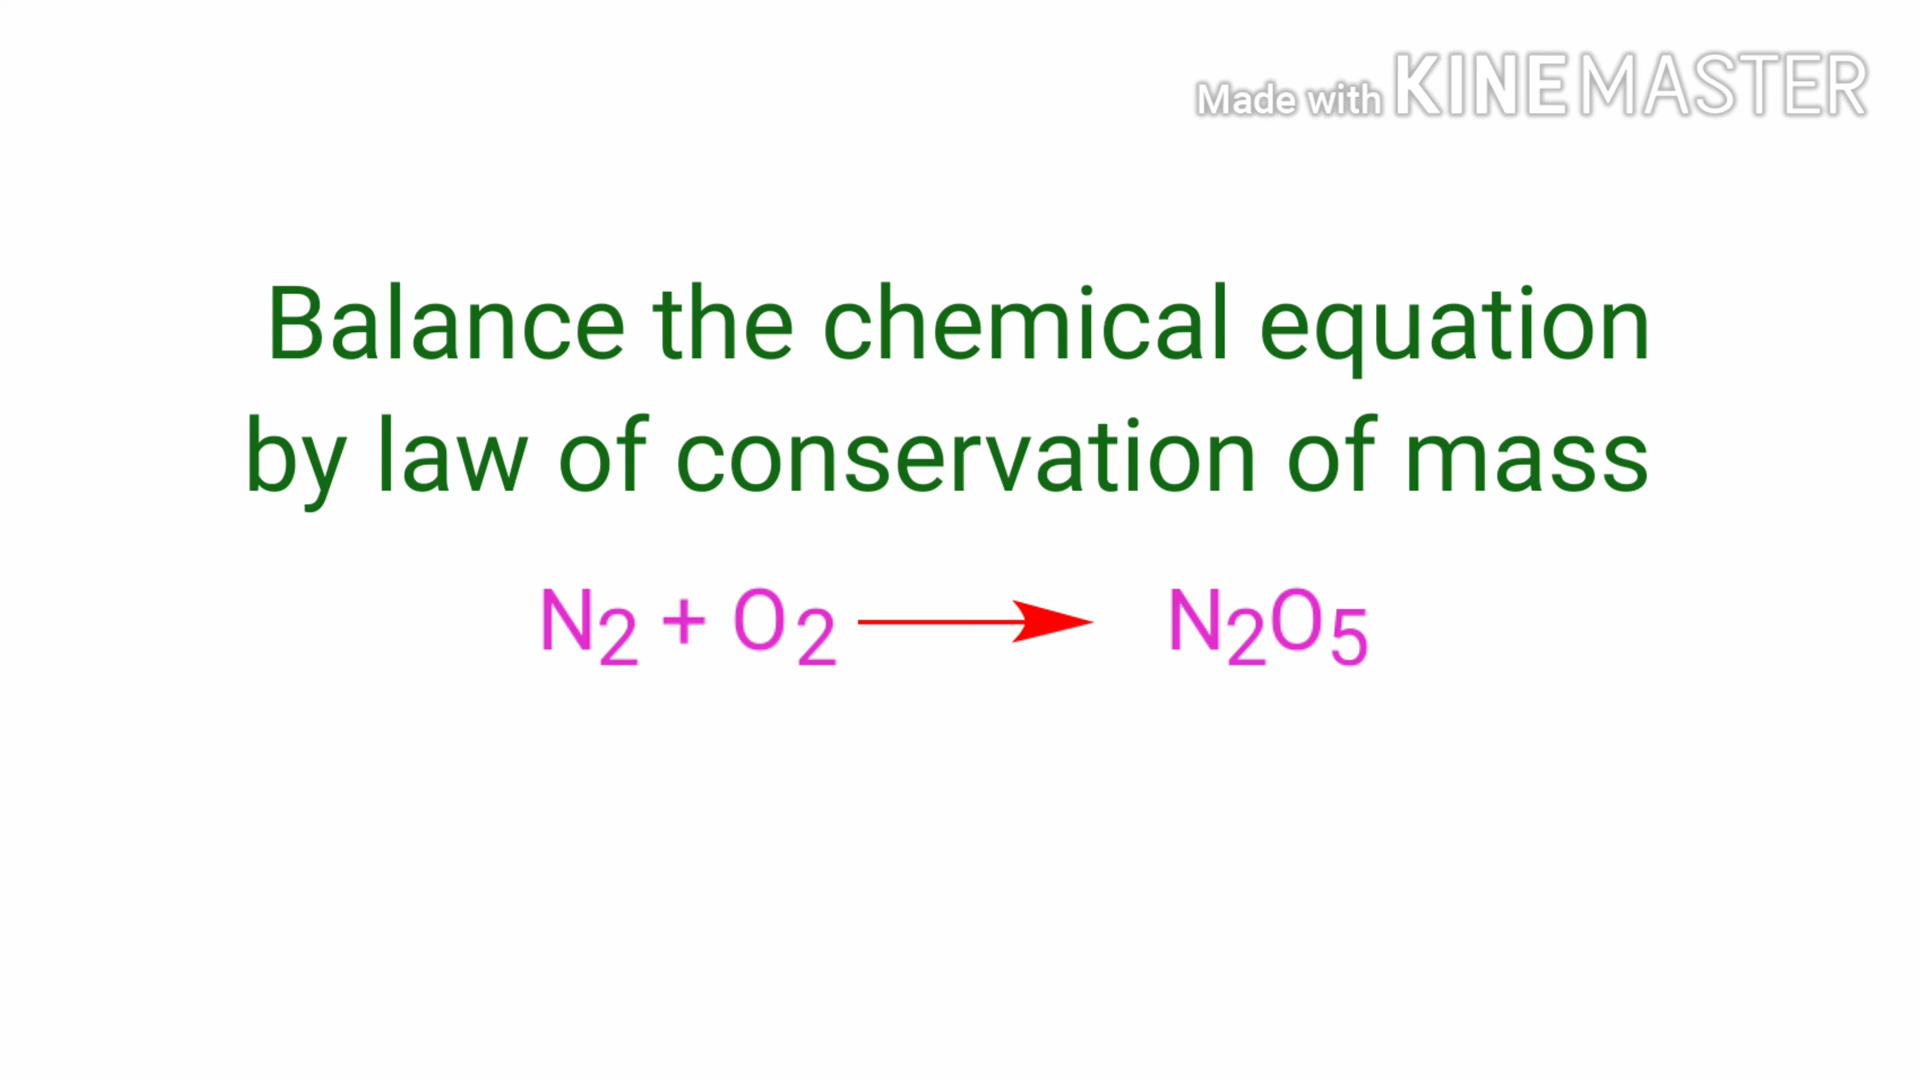 Made with KINEMASTER
Balance the chemical equation
by law of conservation of mass
N2 + O2 → N2O5